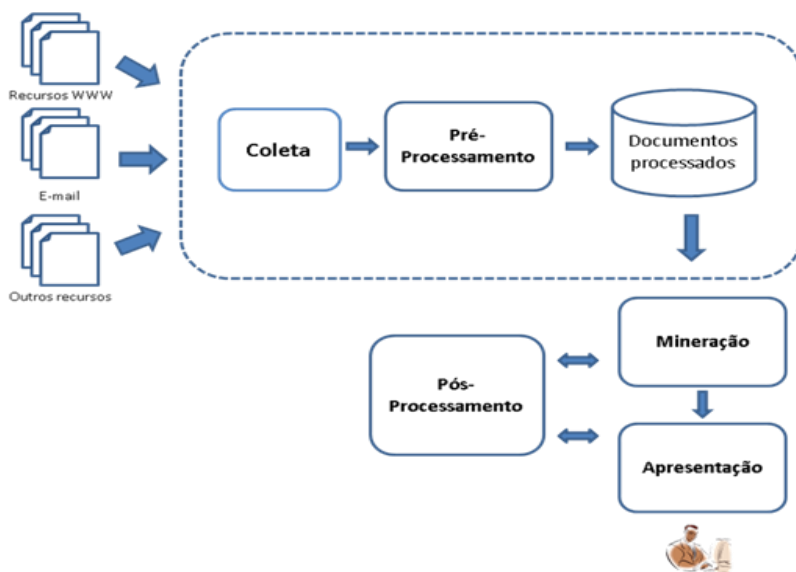 Recursos WWW
E-mail
Outros recursos
Coleta
Pré-
Processamento
Documentos
processados
Mineração
Pós-
Processamento
Apresentação